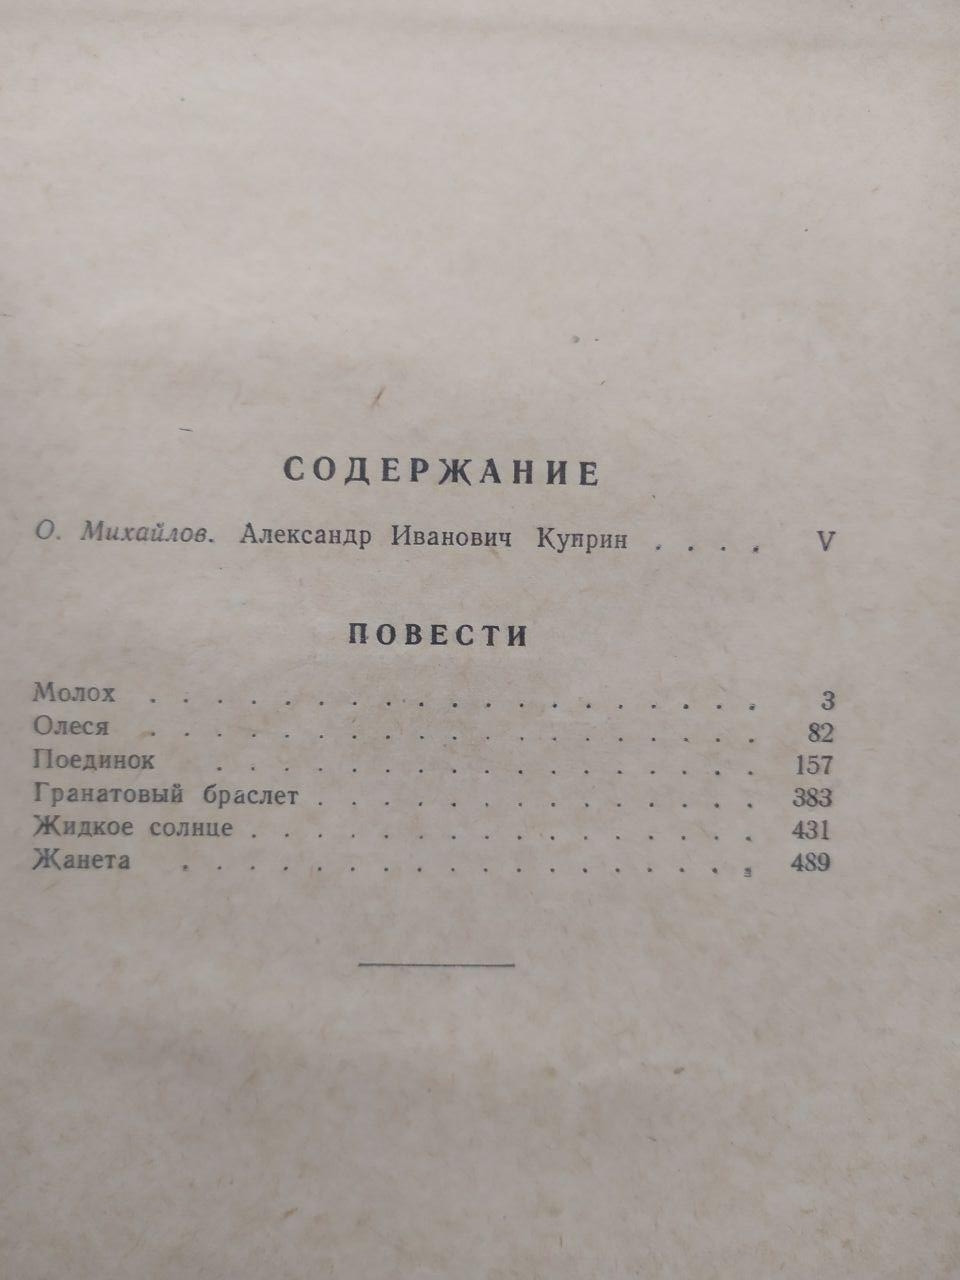 СОДЕРЖАНИЕ
О. Михайлов. Александр Иванович Куприн . . . . V
ПОВЕСТИ
Молох . . . . . . . . . . . . . . . . . . . 3
Олеся . . . . . . . . . . . . . . . . . . . 82
Поединок . . . . . . . . . . . . . . . . . 157
Гранатовый браслет . . . . . . . . . . . . . . 383
Жидкое солнце . . . . . . . . . . . . . . . . 431
Жанета . . . . . . . . . . . . . . . . . . 489